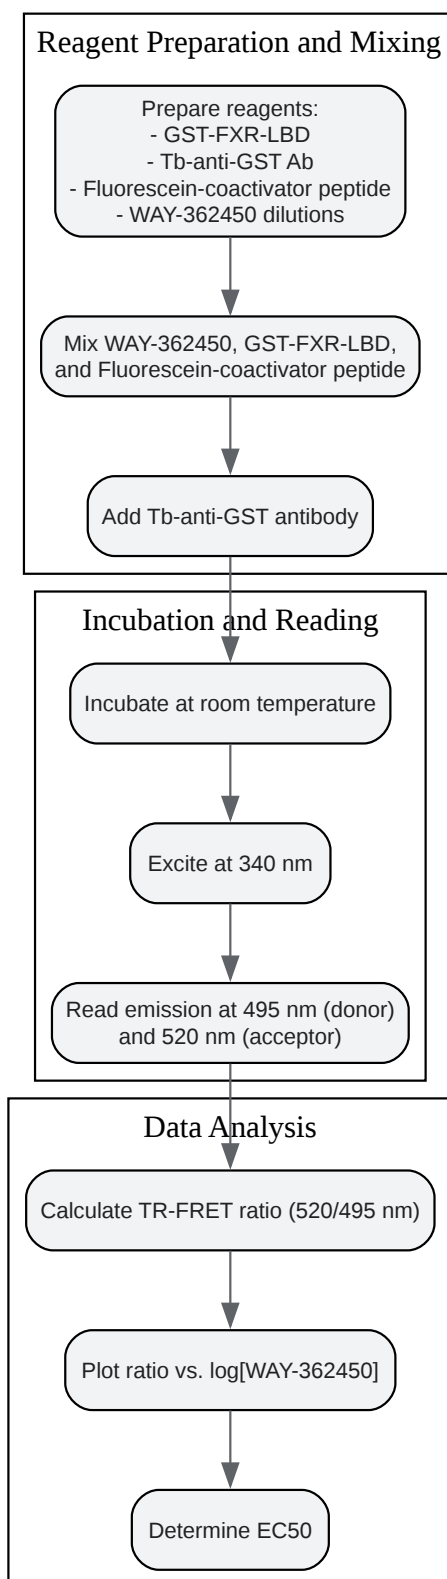 Reagent Preparation and Mixing
Prepare reagents:
- GST-FXR-LBD
- Tb-anti-GST Ab
- Fluorescein-coactivator peptide
- WAY-362450 dilutions
Mix WAY-362450, GST-FXR-LBD,
and Fluorescein-coactivator peptide
Add Tb-anti-GST antibody
Incubation and Reading
Incubate at room temperature
Excite at 340 nm
Read emission at 495 nm (donor)
and 520 nm (acceptor)
Data Analysis
Calculate TR-FRET ratio (520/495 nm)
Plot ratio vs. log[WAY-362450]
Determine EC50